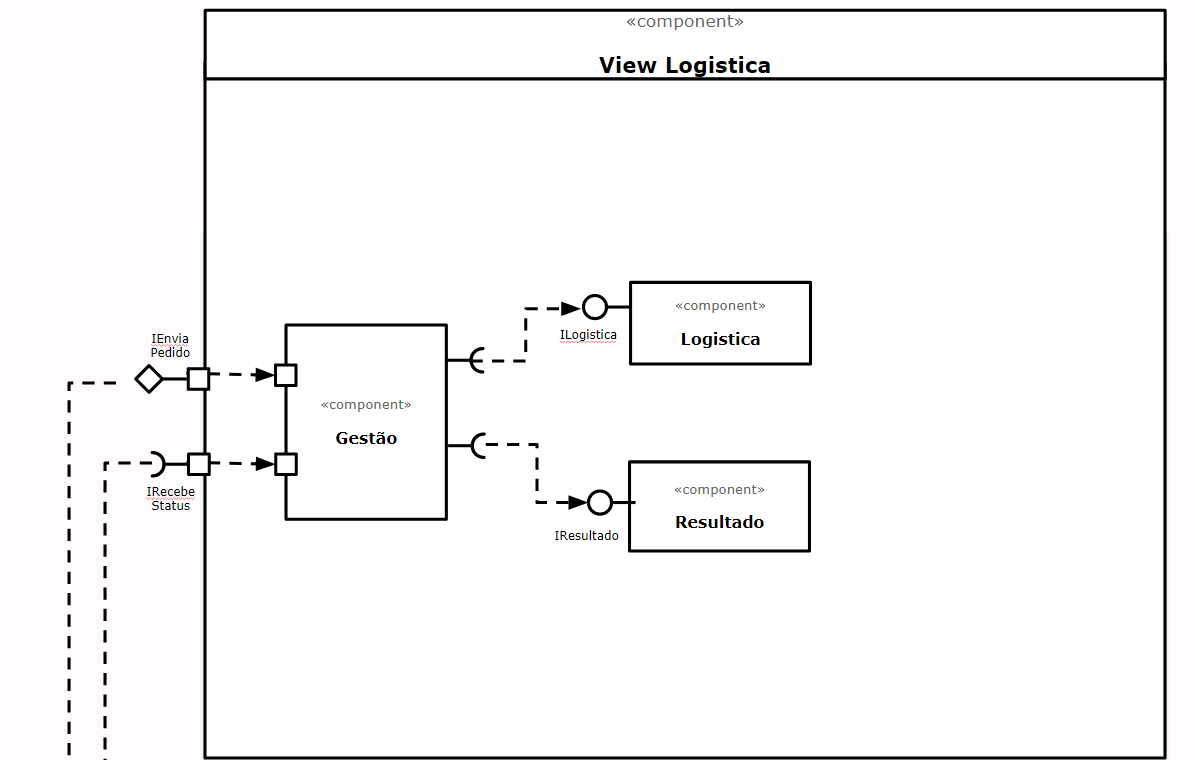 «component»
View Logistica
IEnvia
Pedido
IRecebe
Status
«component»
Gestão
ILogistica
«component»
Logistica
IResultado
«component»
Resultado